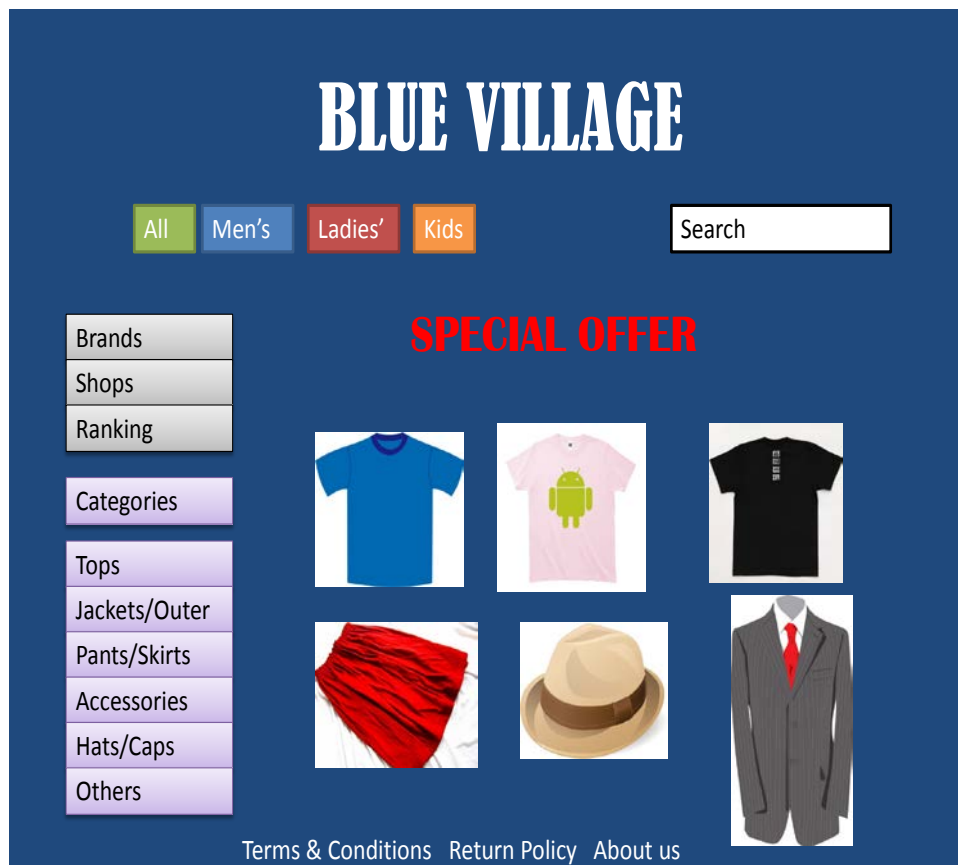 BLUE VILLAGE
All Men's Ladies' Kids Search
SPECIAL OFFER
Brands
Shops
Ranking
Categories
Tops
Jackets/Outer
Pants/Skirts
Accessories
Hats/Caps
Others
Terms & Conditions Return Policy About us